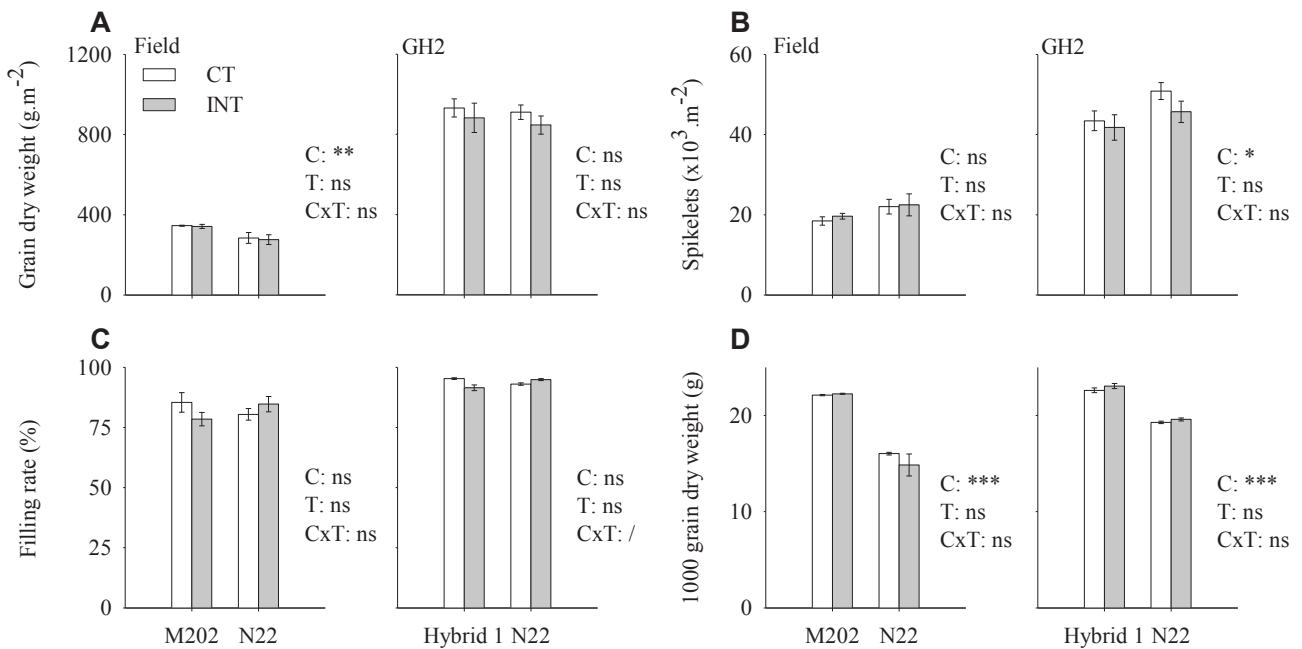 A
Field
GH2
Grain dry weight (g.m-2)
1200
800
400
0
CT
INT
C: **
T: ns
CxT: ns
C: ns
T: ns
CxT: ns
B
Field
GH2
Spikelets (x10^3 .m-2)
60
40
20
0
C: ns
T: ns
CxT: ns
C: *
T: ns
CxT: ns
C
Filling rate (%)
100
75
50
25
0
C: ns
T: ns
CxT: ns
C: ns
T: ns
CxT: /
M202 N22
Hybrid 1 N22
D
1000 grain dry weight (g)
20
10
0
C: ***
T: ns
CxT: ns
C: ***
T: ns
CxT: ns
M202 N22
Hybrid 1 N22